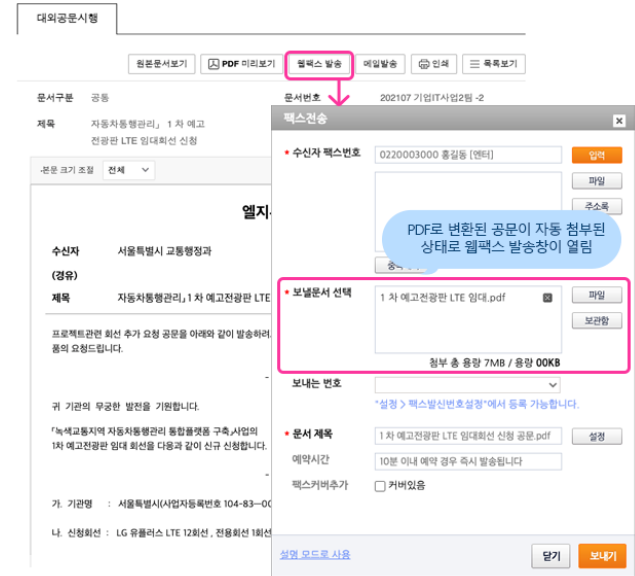 대외공문시행
원본문서보기
PDF 미리보기
웹팩스 발송
메일발송
인쇄
목록보기
문서구분 공통
문서번호 202107 기업IT사업2팀 -2
제목 자동차통행관리」 1 차 예고
전광판 LTE 임대회선 신청
-본문 크기 조절 전체
엘지
수신자 서울특별시 교통행정과
(경유)
제목 자동차통행관리」1 차 예고전광판 LTE
프로젝트관련 회선 추가 요청 공문을 아래와 같이 발송하려
품의 요청드립니다.
-
귀 기관의 무궁한 발전을 기원합니다.
「녹색교통지역 자동차통행관리 통합플랫폼 구축」사업의
1차 예고전광판 임대 회선을 다음과 같이 신규 신청합니다.
-
가. 기관명 : 서울특별시(사업자등록번호 104-83—00
나. 신청회선 : LG 유플러스 LTE 12회선 , 전용회선 1회선
팩스전송
* 수신자 팩스번호 0220003000 홍길동 [엔터] 입력
파일
주소록
PDF로 변환된 공문이 자동 첨부된
상태로 웹팩스 발송창이 열림
* 보낼문서 선택 1 차 예고전광판 LTE 임대.pdf 파일
보관함
첨부 총 용량 7MB / 용량 00KB
보내는 번호
"설정 > 팩스발신번호설정"에서 등록 가능합니다.
* 문서 제목 1 차 예고전광판 LTE 임대회선 신청 공문.pdf 설정
예약시간 10분 이내 예약 경우 즉시 발송됩니다
팩스커버추가 커버있음
설명 모드로 사용
닫기
보내기